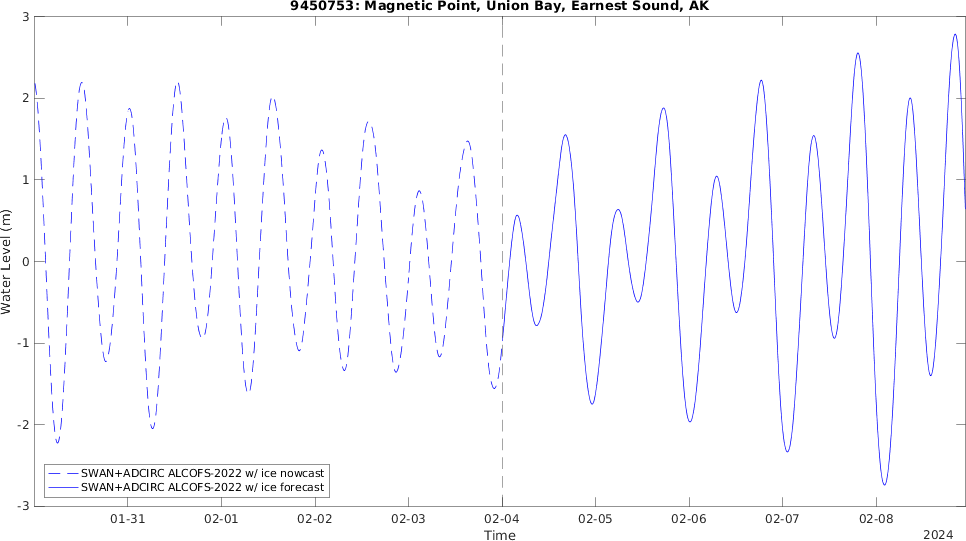 9450753: Magnetic Point, Union Bay, Earnest Sound, AK
3
2
1
0
-1
-2
-3
Water Level (m)
SWAN+ADCIRC ALCOFS-2022 w/ ice nowcast
SWAN+ADCIRC ALCOFS-2022 w/ ice forecast
01-31 02-01 02-02 02-03 02-04 02-05 02-06 02-07 02-08
Time
2024